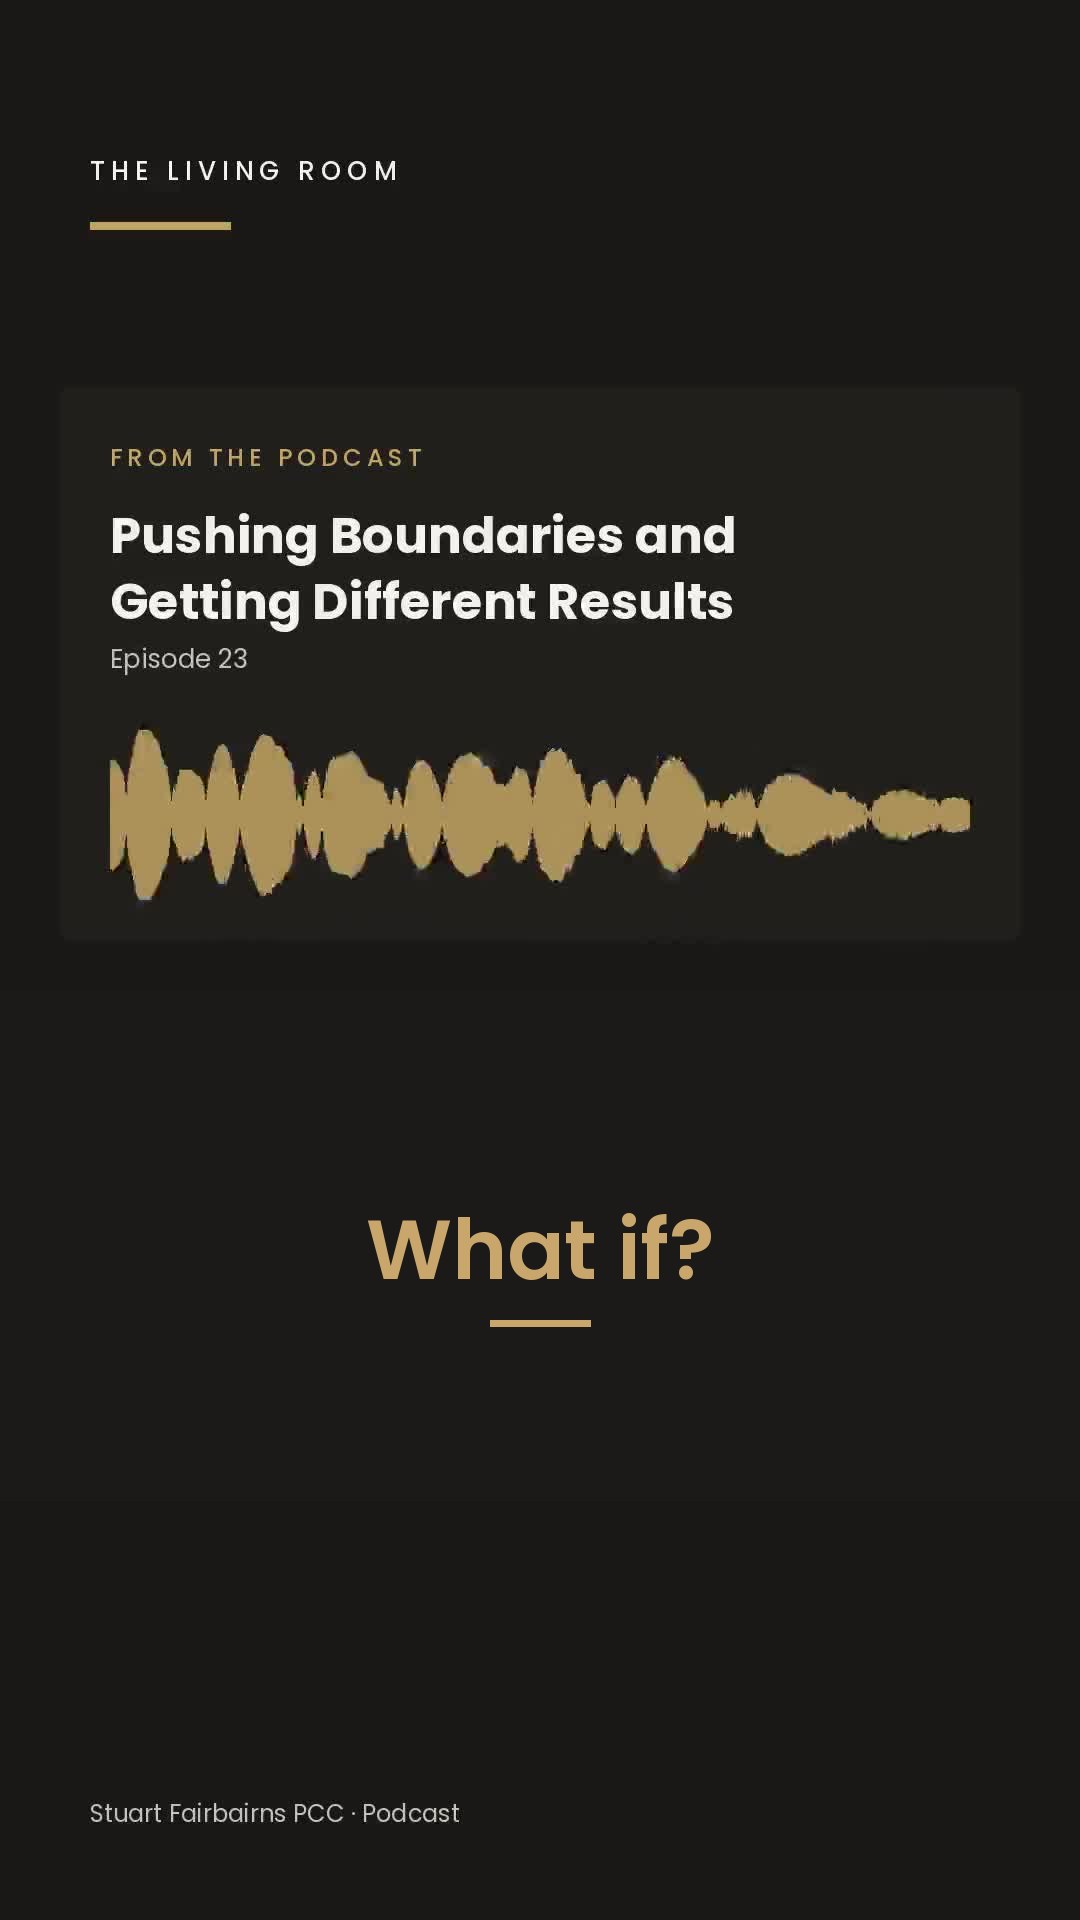 THE LIVING ROOM
FROM THE PODCAST
Pushing Boundaries and
Getting Different Results
Episode 23
What if?
Stuart Fairbairns PCC · Podcast